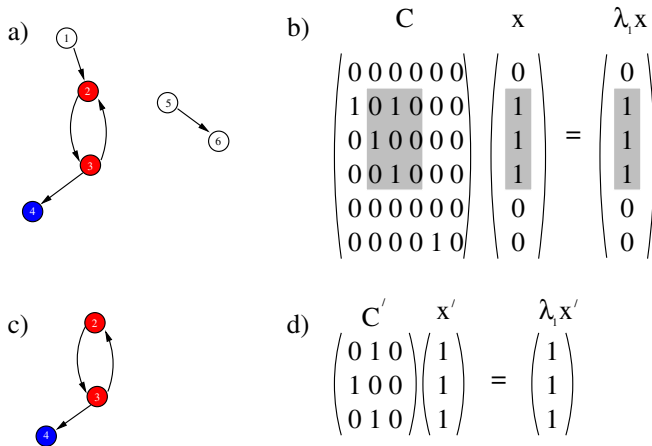 a)
1
2
3
4
5
6
b)
C x λ₁x
0 0 0 0 0 0 0 0
1 0 1 0 0 0 1 1
0 1 0 0 0 0 1 = 1
0 0 1 0 0 0 1 1
0 0 0 0 0 0 0 0
0 0 0 0 1 0 0 0
c)
2
3
4
d)
C′ x′ λ₁x′
0 1 0 1 1
1 0 0 1 = 1
0 1 0 1 1